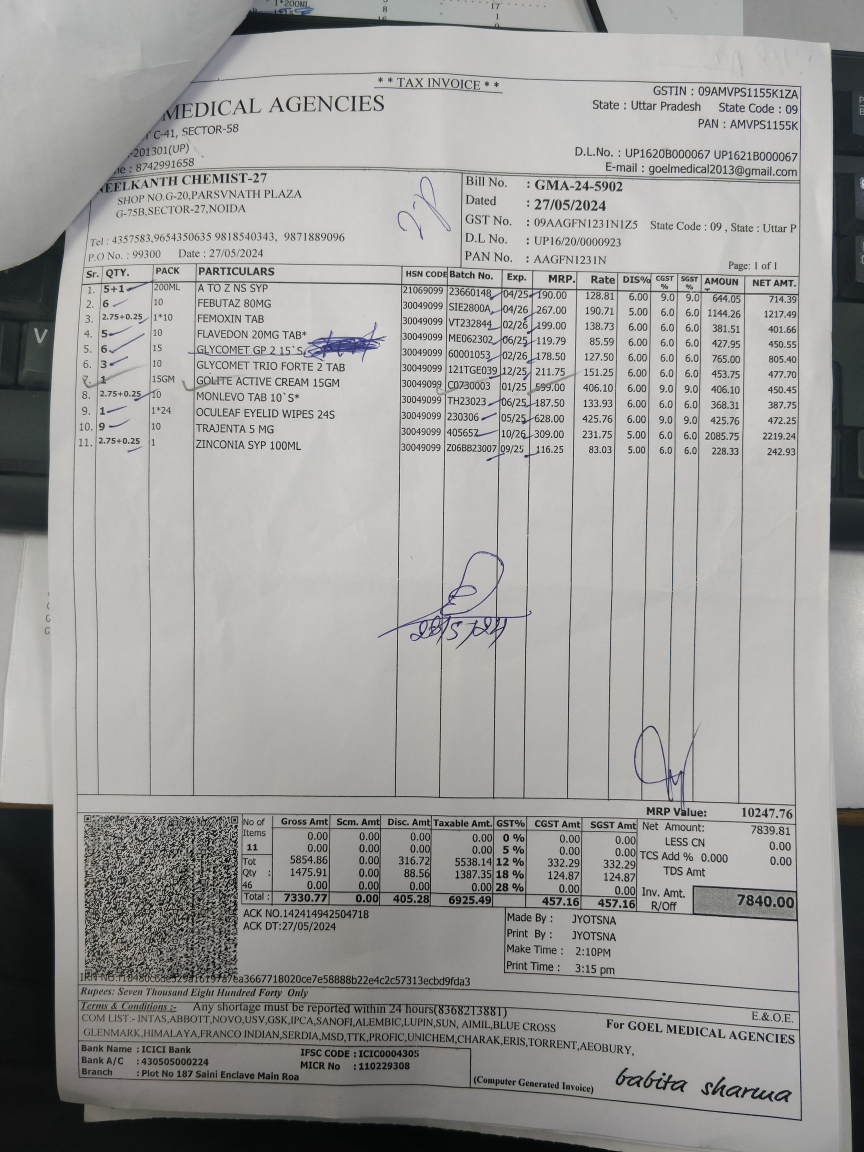 1*200ML
8
17
16
1
** TAX INVOICE **
MEDICAL AGENCIES
C-41, SECTOR-58
-201301(UP)
: 8742991658
GSTIN : 09AMVPS1155K1ZA
State : Uttar Pradesh State Code : 09
PAN : AMVPS1155K
D.L.No. : UP1620B000067 UP1621B000067
E-mail : goelmedical2013@gmail.com
NEELKANTH CHEMIST-27
SHOP NO.G-20,PARSVNATH PLAZA
G-75B,SECTOR-27,NOIDA
Tel : 4357583,9654350635 9818540343, 9871889096
P.O No. : 99300 Date : 27/05/2024
Bill No. : GMA-24-5902
Dated : 27/05/2024
GST No. : 09AAGFN1231N1Z5 State Code : 09 , State : Uttar P
D.L No. : UP16/20/0000923
PAN No. : AAGFN1231N
Page: 1 of 1
Sr. QTY. PACK PARTICULARS HSN CODE Batch No. Exp. MRP. Rate DIS% CGST % SGST % AMOUN NET AMT.
1. 5+1 200ML A TO Z NS SYP 21069099 23660148 04/25 190.00 128.81 6.00 9.0 9.0 644.05 714.39
2. 6 10 FEBUTAZ 80MG 30049099 SIE2800A 04/26 267.00 190.71 5.00 6.0 6.0 1144.26 1217.49
3. 2.75+0.25 1*10 FEMOXIN TAB 30049099 VT232844 02/26 199.00 138.73 6.00 6.0 6.0 381.51 401.66
4. 5 10 FLAVEDON 20MG TAB* 30049099 ME062302 06/25 119.79 85.59 6.00 6.0 6.0 427.95 450.55
5. 6 15 GLYCOMET GP 2 15`S 30049099 60001053 02/26 178.50 127.50 6.00 6.0 6.0 765.00 805.40
6. 3 10 GLYCOMET TRIO FORTE 2 TAB 30049099 121TGE039 12/25 211.75 151.25 6.00 6.0 6.0 453.75 477.70
7. 1 15GM GOLITE ACTIVE CREAM 15GM 30049099 C0730003 01/25 599.00 406.10 6.00 9.0 9.0 406.10 450.45
8. 2.75+0.25 10 MONLEVO TAB 10`S* 30049099 TH23023 06/25 187.50 133.93 6.00 6.0 6.0 368.31 387.75
9. 1 1*24 OCULEAF EYELID WIPES 24S 30049099 230306 05/25 628.00 425.76 6.00 9.0 9.0 425.76 472.25
10. 9 10 TRAJENTA 5 MG 30049099 405657 10/26 309.00 231.75 5.00 6.0 6.0 2085.75 2219.24
11. 2.75+0.25 1 ZINCONIA SYP 100ML 30049099 Z06BB23007 09/25 116.25 83.03 5.00 6.0 6.0 228.33 242.93
MRP Value: 10247.76
No of Items 11 Tot Qty : 46
Gross Amt Scm. Amt Disc. Amt Taxable Amt. GST% CGST Amt SGST Amt
0.00 0.00 0.00 0.00 0 % 0.00 0.00
0.00 0.00 0.00 0.00 5 % 0.00 0.00
5854.86 0.00 316.72 5538.14 12 % 332.29 332.29
1475.91 0.00 88.56 1387.35 18 % 124.87 124.87
0.00 0.00 0.00 0.00 28 % 0.00 0.00
Total : 7330.77 0.00 405.28 6925.49 457.16 457.16
Net Amount: 7839.81
LESS CN 0.00
TCS Add % 0.000 0.00
TDS Amt
Inv. Amt. R/Off 7840.00
ACK NO.142414942504718
ACK DT:27/05/2024
Made By : JYOTSNA
Print By : JYOTSNA
Make Time : 2:10PM
Print Time : 3:15 pm
Rupees: Seven Thousand Eight Hundred Forty Only
Terms & Conditions :- Any shortage must be reported within 24 hours(8368213881)
E.& O.E.
COM LIST:- INTAS,ABBOTT,NOVO,USV,GSK,IPCA,SANOFI,ALEMBIC,LUPIN,SUN, AIMIL,BLUE CROSS
GLENMARK,HIMALAYA,FRANCO INDIAN,SERDIA,MSD,TTK,PROFIC,UNICHEM,CHARAK,ERIS,TORRENT,AEOBURY,
For GOEL MEDICAL AGENCIES
Bank Name : ICICI Bank
Bank A/C : 430505000224
Branch : Plot No 187 Saini Enclave Main Roa
IFSC CODE : ICIC0004305
MICR No : 110229308
(Computer Generated Invoice)
babita sharma